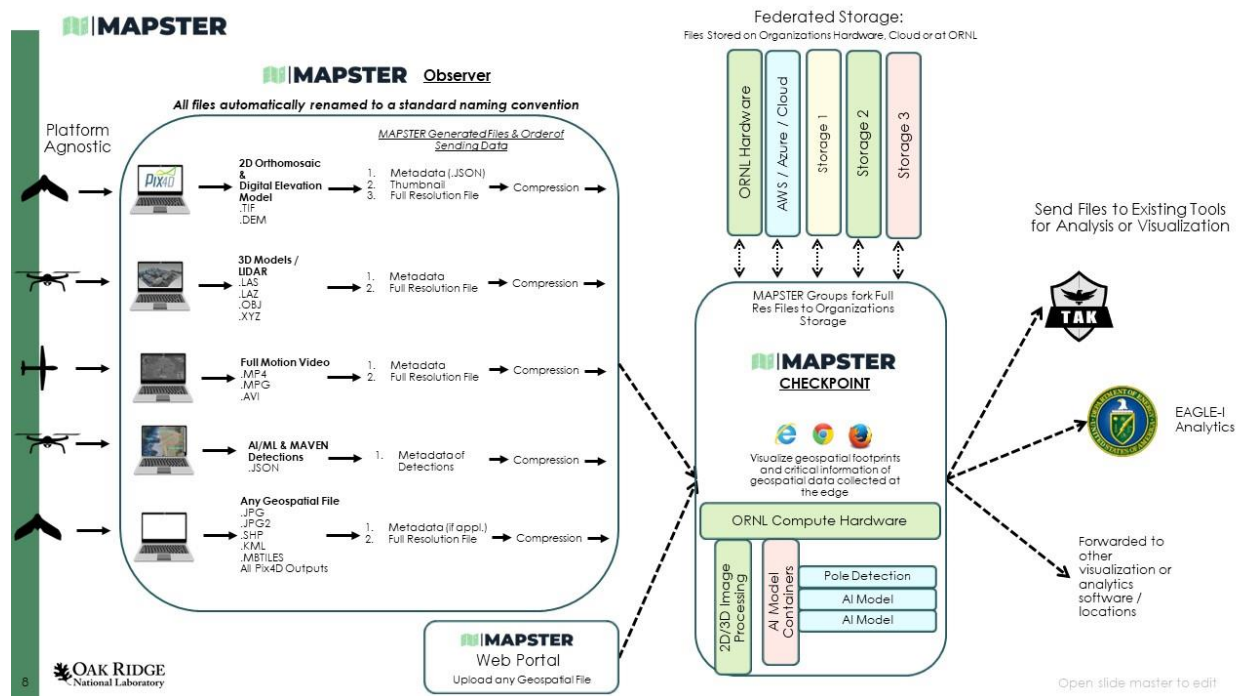 MAPSTER
MAPSTER Observer
All files automatically renamed to a standard naming convention
Platform
Agnostic
MAPSTER Generated Files & Order of
Sending Data
PIX4D
2D Orthomosaic
&
Digital Elevation
Model
.TIF
.DEM
1. Metadata (.JSON)
2. Thumbnail
3. Full Resolution File
Compression
3D Models /
LIDAR
.LAS
.LAZ
.OBJ
.XYZ
1. Metadata
2. Full Resolution File
Compression
Full Motion Video
.MP4
.MPG
.AVI
1. Metadata
2. Full Resolution File
Compression
AI/ML & MAVEN
Detections
.JSON
1. Metadata of
Detections
Compression
Any Geospatial File
.JPG
.JPG2
.SHP
.KML
.MBTILES
All Pix4D Outputs
1. Metadata (if appl.)
2. Full Resolution File
Compression
MAPSTER
Web Portal
Upload any Geospatial File
Federated Storage:
Files Stored on Organizations Hardware, Cloud or at ORNL
ORNL Hardware
AWS / Azure / Cloud
Storage 1
Storage 2
Storage 3
MAPSTER Groups fork Full
Res Files to Organizations
Storage
MAPSTER
CHECKPOINT
Visualize geospatial footprints
and critical information of
geospatial data collected at
the edge
ORNL Compute Hardware
2D/3D Image
Processing
AI Model
Containers
Pole Detection
AI Model
AI Model
Send Files to Existing Tools
for Analysis or Visualization
TAK
DEPARTMENT OF ENERGY
UNITED STATES OF AMERICA
EAGLE-I
Analytics
Forwarded to
other
visualization or
analytics
software /
locations
8
OAK RIDGE
National Laboratory
Open slide master to edit